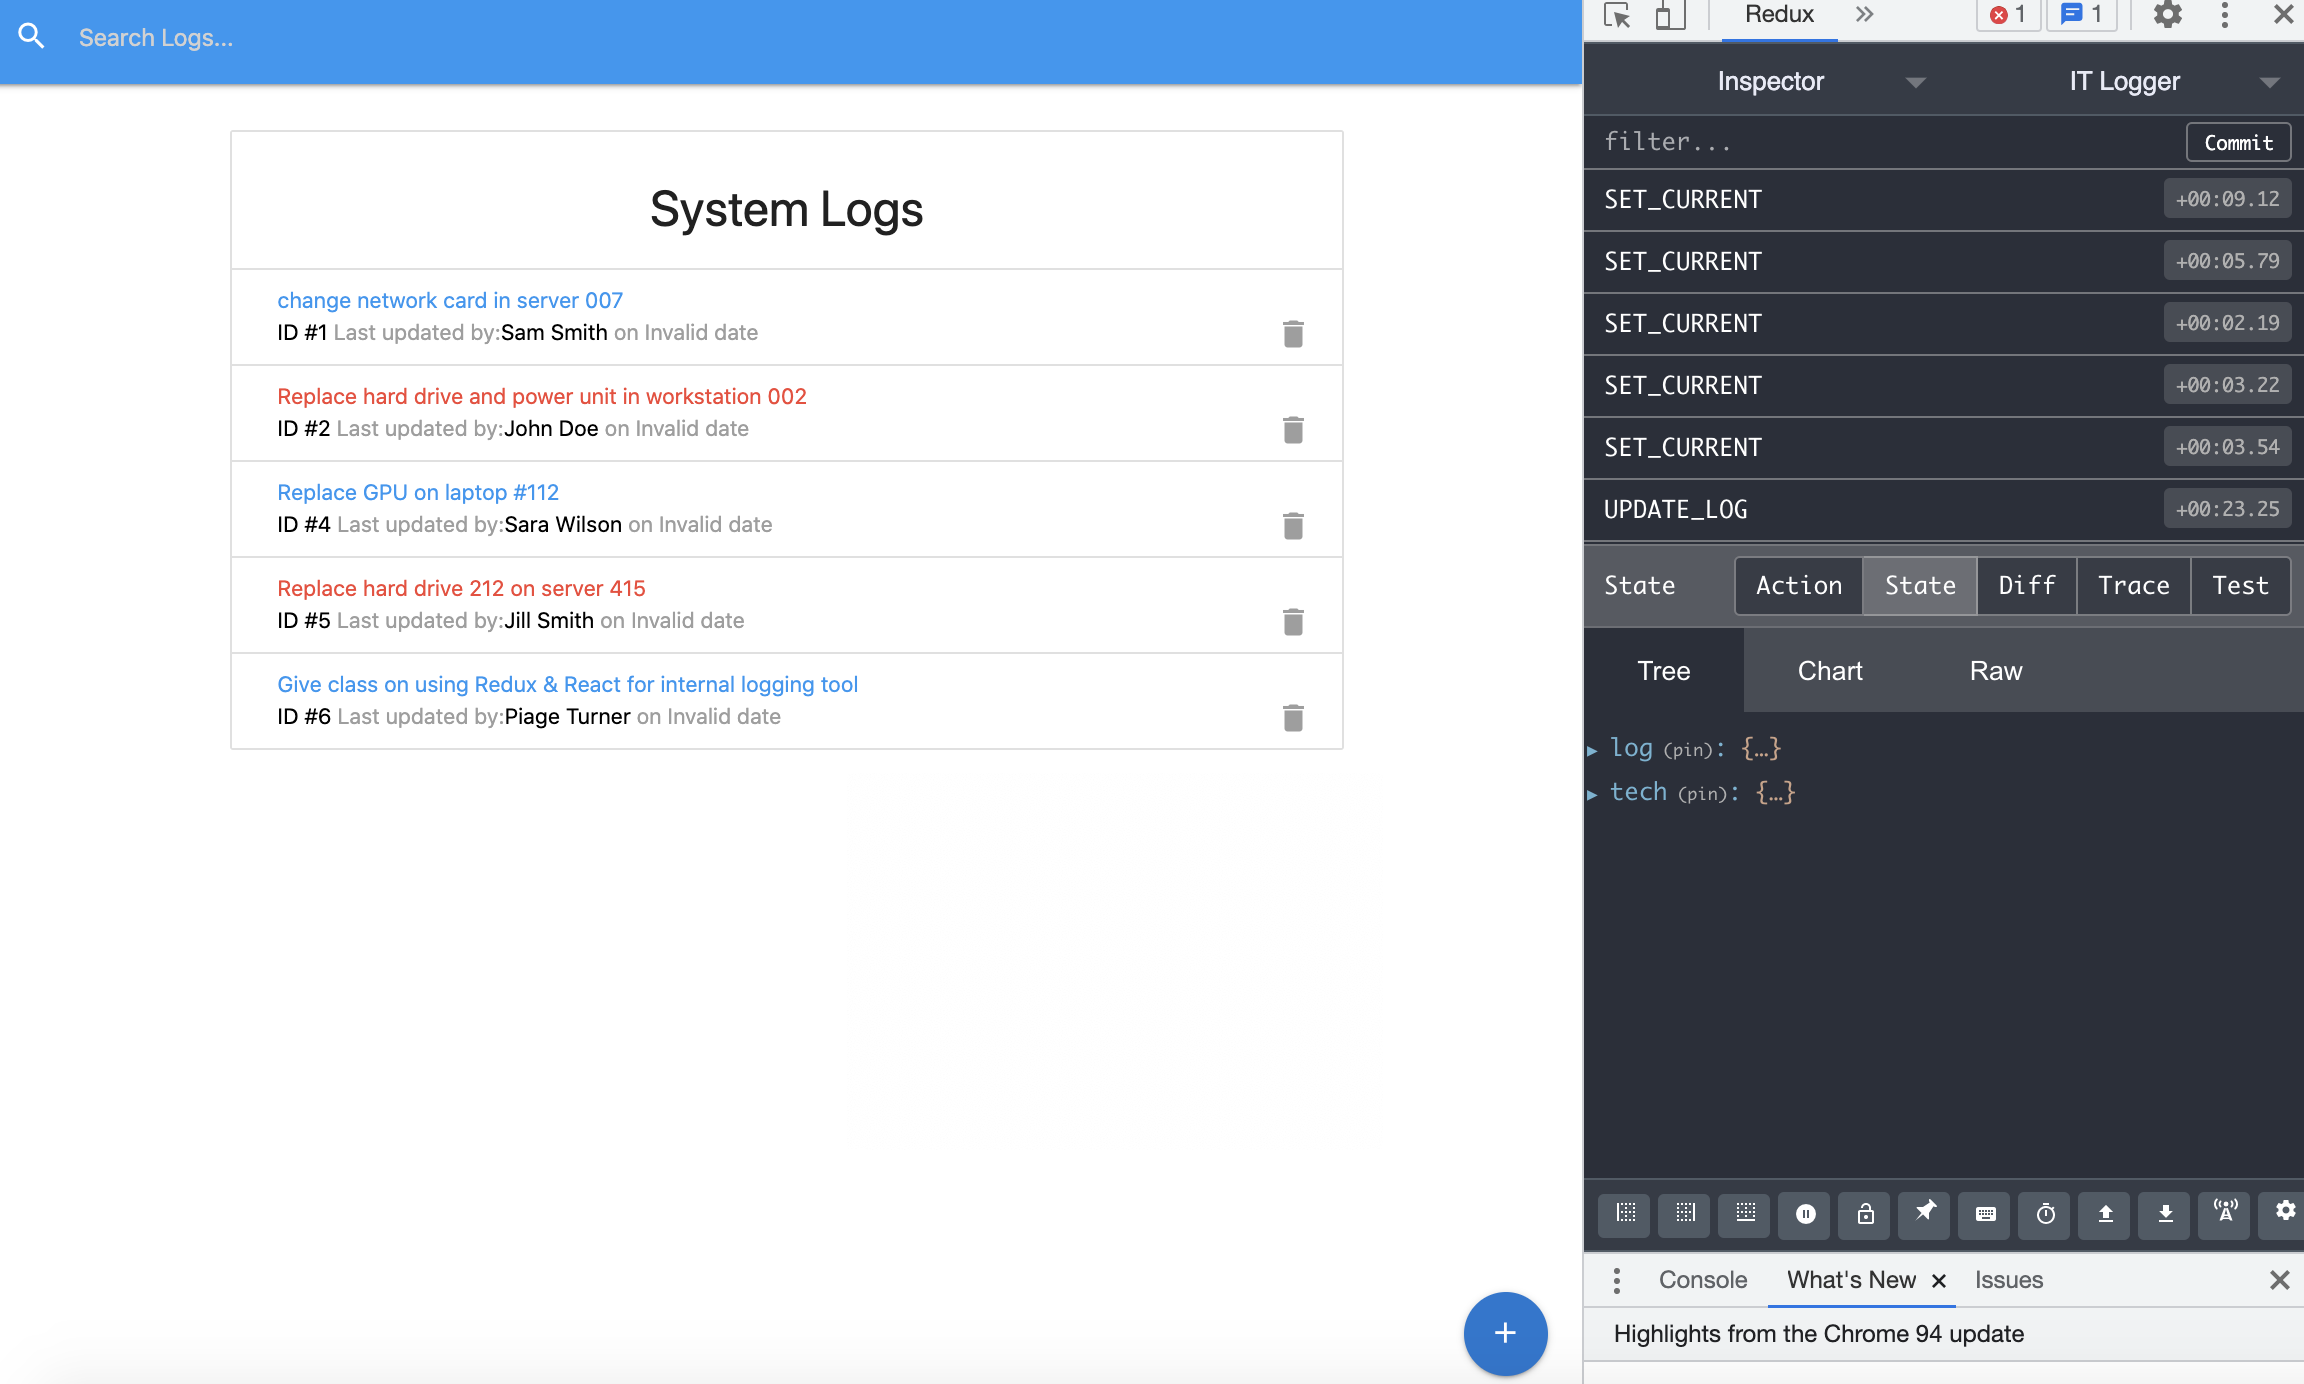 Search Logs...
System Logs
change network card in server 007
ID #1 Last updated by:Sam Smith on Invalid date
Replace hard drive and power unit in workstation 002
ID #2 Last updated by:John Doe on Invalid date
Replace GPU on laptop #112
ID #4 Last updated by:Sara Wilson on Invalid date
Replace hard drive 212 on server 415
ID #5 Last updated by:Jill Smith on Invalid date
Give class on using Redux & React for internal logging tool
ID #6 Last updated by:Piage Turner on Invalid date
+
Redux » 1 1
Inspector IT Logger
filter... Commit
SET_CURRENT +00:09.12
SET_CURRENT +00:05.79
SET_CURRENT +00:02.19
SET_CURRENT +00:03.22
SET_CURRENT +00:03.54
UPDATE_LOG +00:23.25
State Action State Diff Trace Test
Tree Chart Raw
log (pin): {…}
tech (pin): {…}
Console What's New × Issues
Highlights from the Chrome 94 update